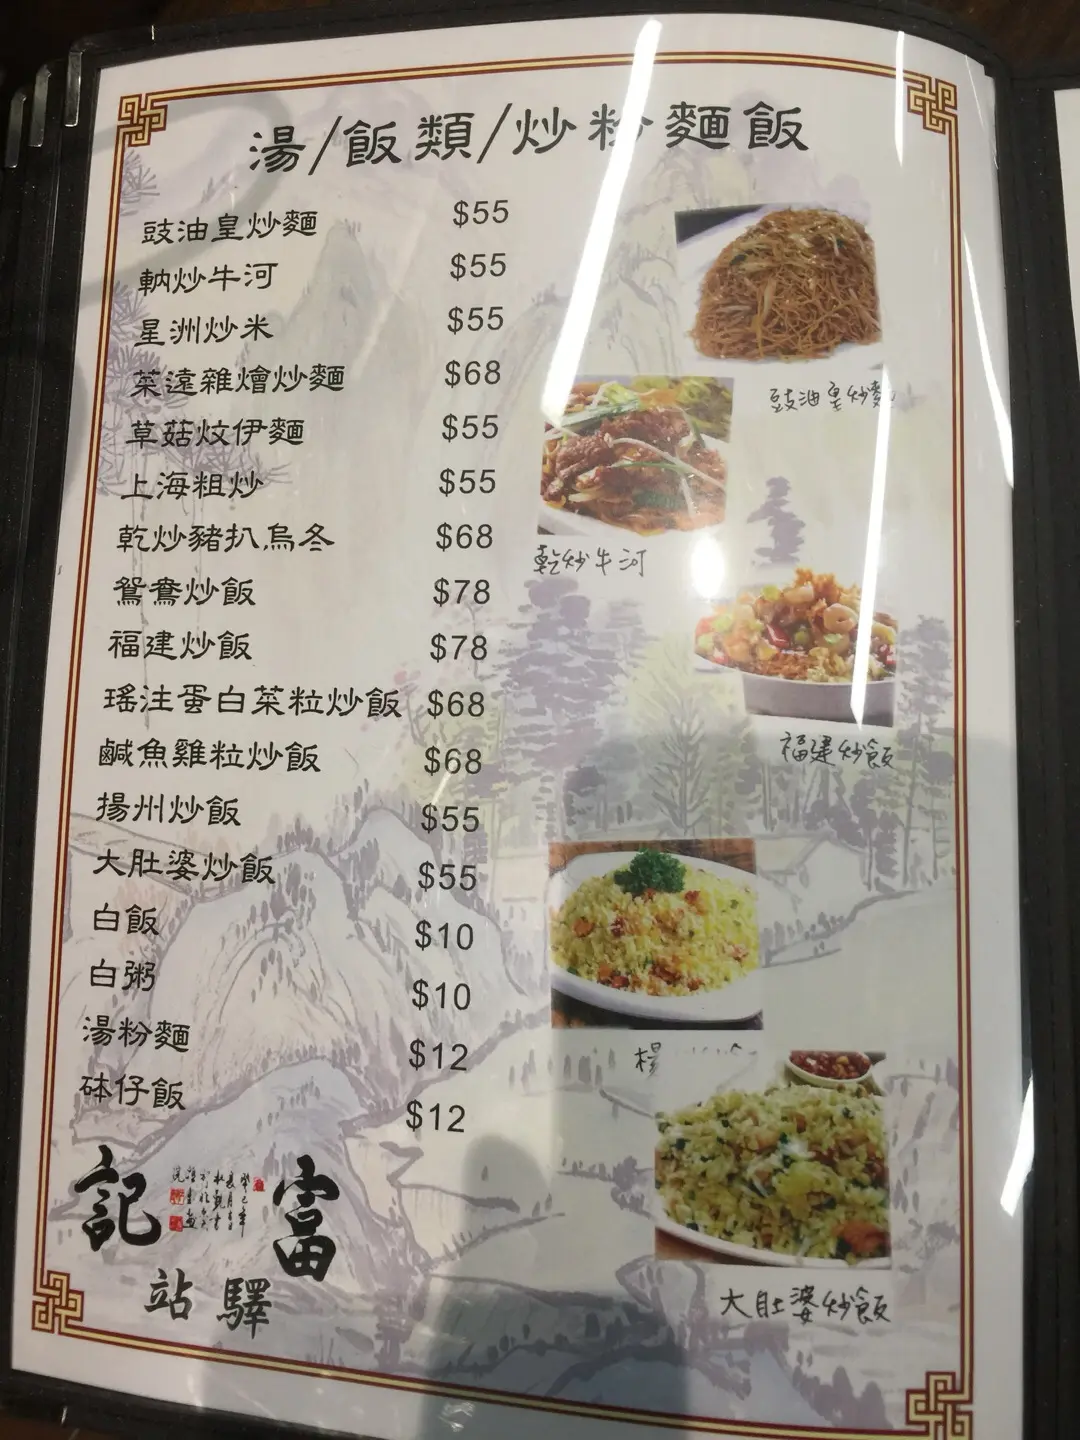 湯/飯類/炒粉麵飯
豉油皇炒麵 $55
軜炒牛河 $55
星洲炒米 $55
菜遠雜燴炒麵 $68
草菇炆伊麵 $55
上海粗炒 $55
乾炒豬扒烏冬 $68
鴛鴦炒飯 $78
福建炒飯 $78
瑤注蛋白菜粒炒飯 $68
鹹魚雞粒炒飯 $68
揚州炒飯 $55
大肚婆炒飯 $55
白飯 $10
白粥 $10
湯粉麵 $12
砵仔飯 $12
豉油皇炒麵
乾炒牛河
福建炒飯
楊
大肚婆炒飯
富記
驛站